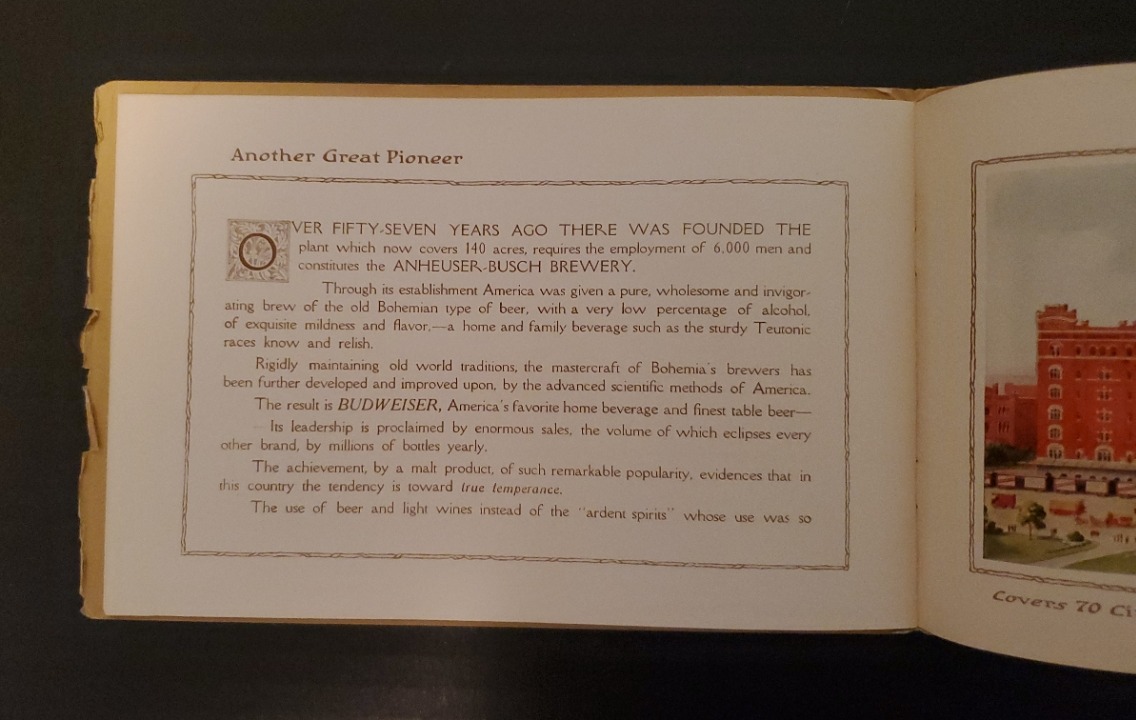 Another Great Pioneer
OVER FIFTY-SEVEN YEARS AGO THERE WAS FOUNDED THE
plant which now covers 140 acres, requires the employment of 6,000 men and
constitutes the ANHEUSER-BUSCH BREWERY.
Through its establishment America was given a pure, wholesome and invigor-
ating brew of the old Bohemian type of beer, with a very low percentage of alcohol,
of exquisite mildness and flavor,—a home and family beverage such as the sturdy Teutonic
races know and relish.
Rigidly maintaining old world traditions, the mastercraft of Bohemia's brewers has
been further developed and improved upon, by the advanced scientific methods of America.
The result is BUDWEISER, America's favorite home beverage and finest table beer—
Its leadership is proclaimed by enormous sales, the volume of which eclipses every
other brand, by millions of bottles yearly.
The achievement, by a malt product, of such remarkable popularity, evidences that in
this country the tendency is toward true temperance.
The use of beer and light wines instead of the "ardent spirits" whose use was so
Covers 70 Ci